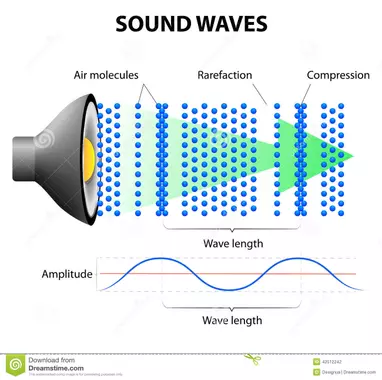 SOUND WAVES
Air molecules
Rarefaction
Compression
Wave length
Amplitude
Wave length
Download from
Dreamstime.com